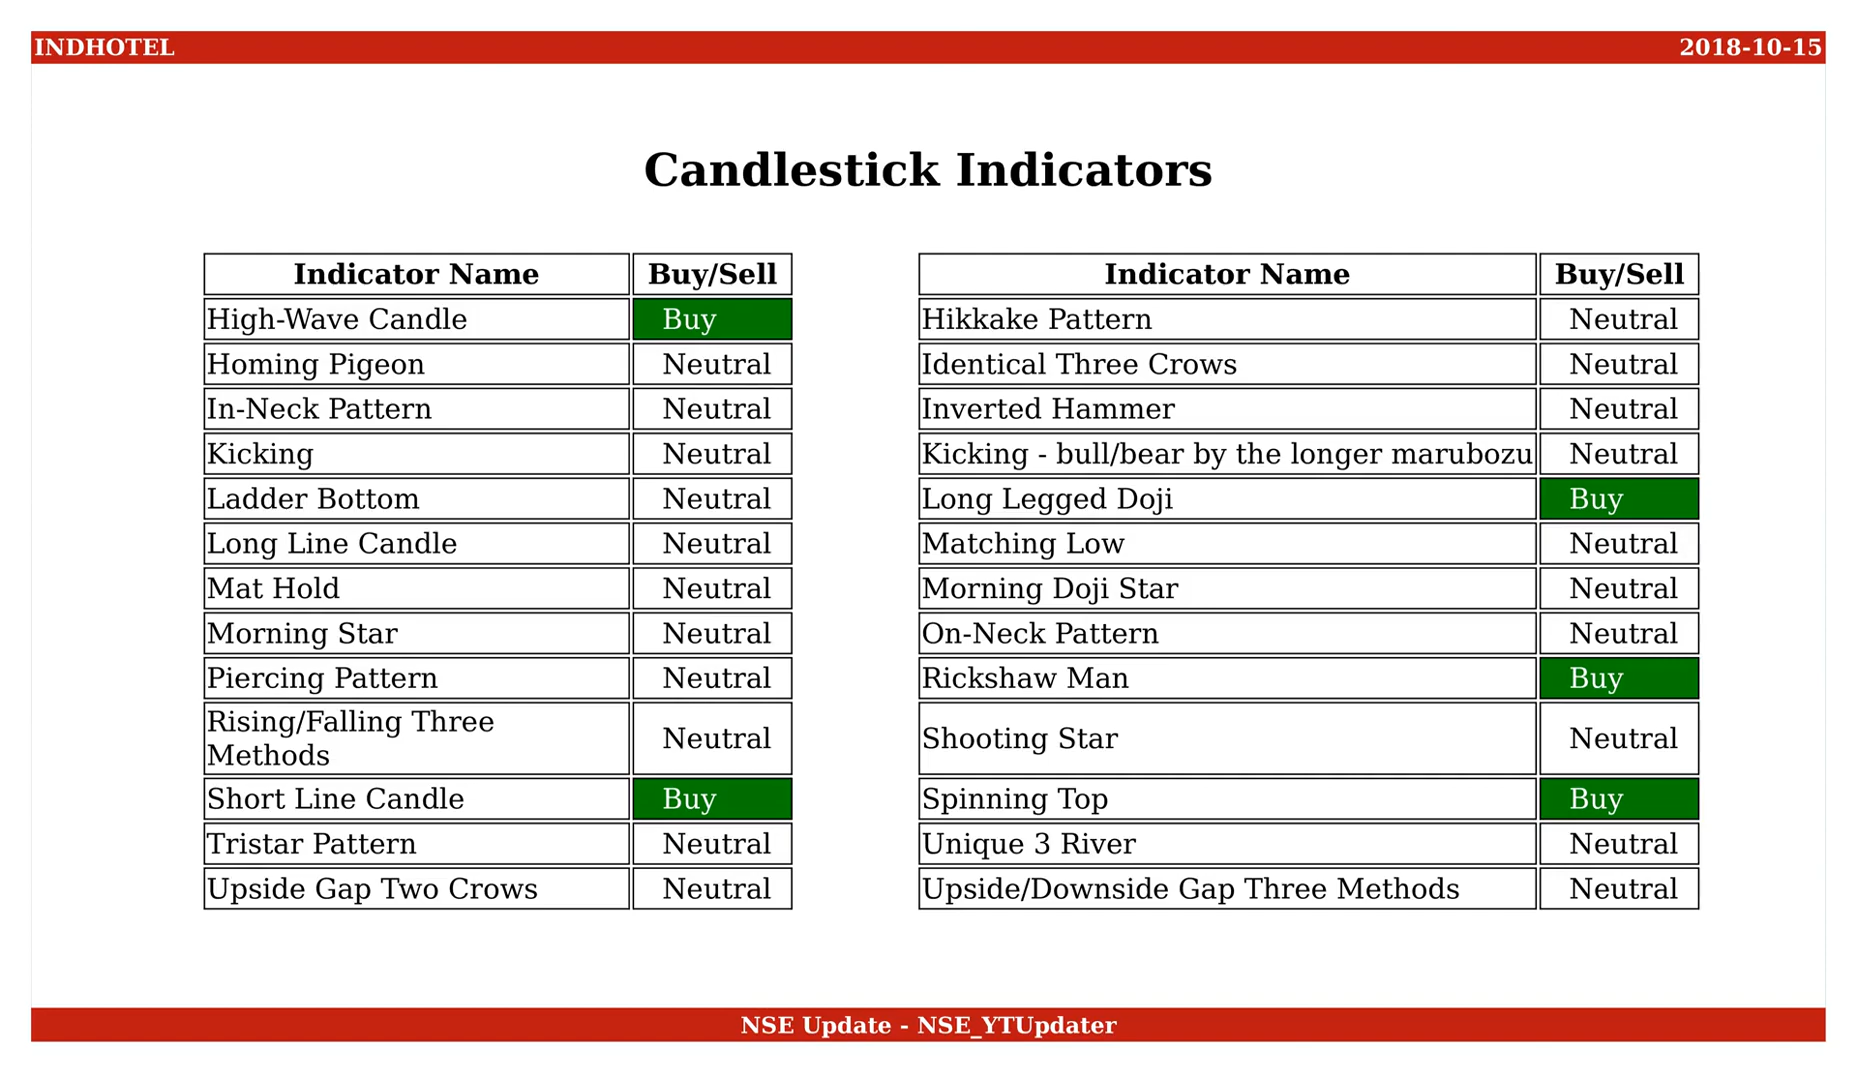 INDHOTEL 2018-10-15
Candlestick Indicators
Indicator Name Buy/Sell Indicator Name Buy/Sell
High-Wave Candle Buy Hikkake Pattern Neutral
Homing Pigeon Neutral Identical Three Crows Neutral
In-Neck Pattern Neutral Inverted Hammer Neutral
Kicking Neutral Kicking - bull/bear by the longer marubozu Neutral
Ladder Bottom Neutral Long Legged Doji Buy
Long Line Candle Neutral Matching Low Neutral
Mat Hold Neutral Morning Doji Star Neutral
Morning Star Neutral On-Neck Pattern Neutral
Piercing Pattern Neutral Rickshaw Man Buy
Rising/Falling Three
Methods Neutral Shooting Star Neutral
Short Line Candle Buy Spinning Top Buy
Tristar Pattern Neutral Unique 3 River Neutral
Upside Gap Two Crows Neutral Upside/Downside Gap Three Methods Neutral
NSE Update - NSE_YTUpdater